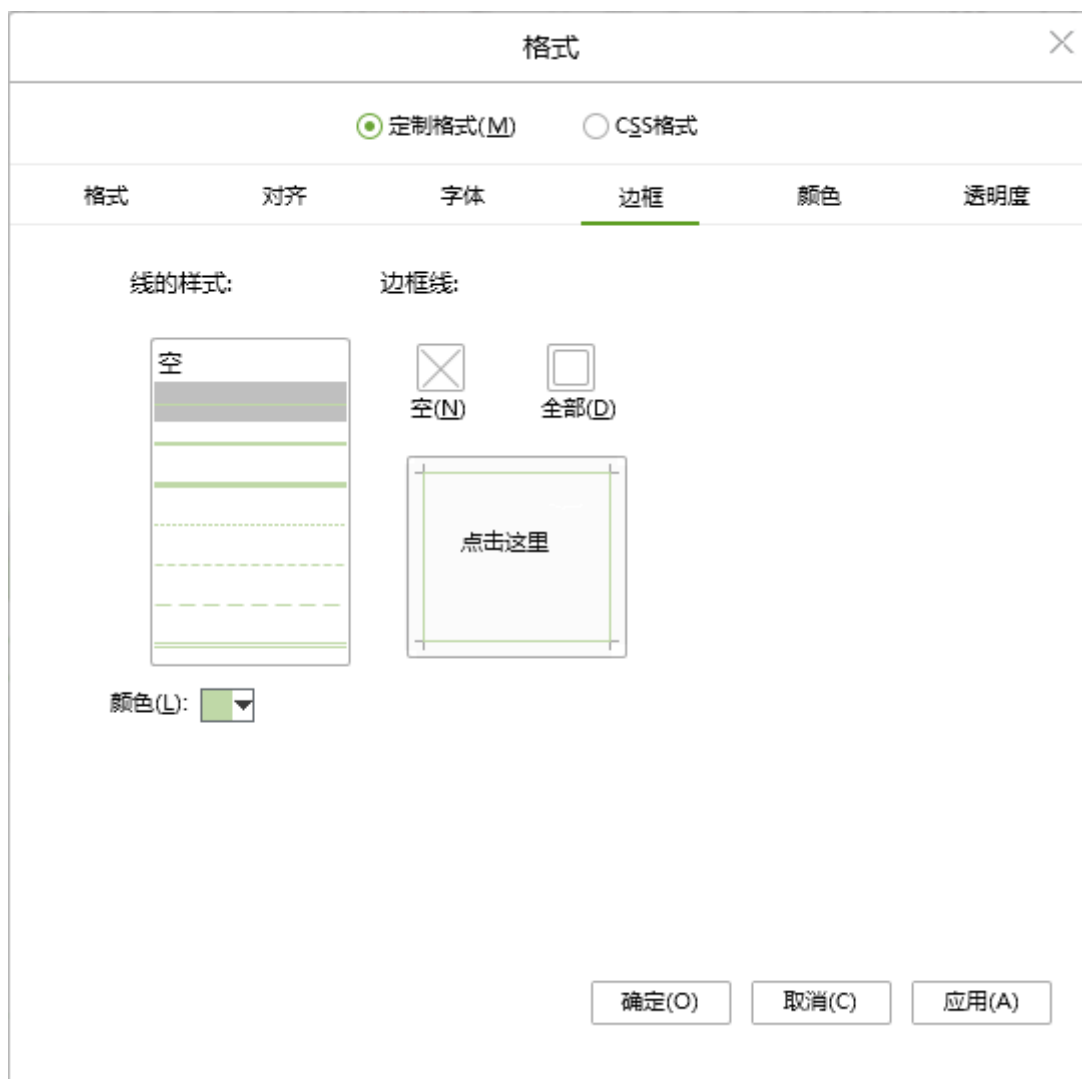 格式
定制格式(M) CSS格式
格式 对齐 字体 边框 颜色 透明度
线的样式: 边框线:
空
空(N) 全部(D)
点击这里
颜色(L):
确定(O) 取消(C) 应用(A)